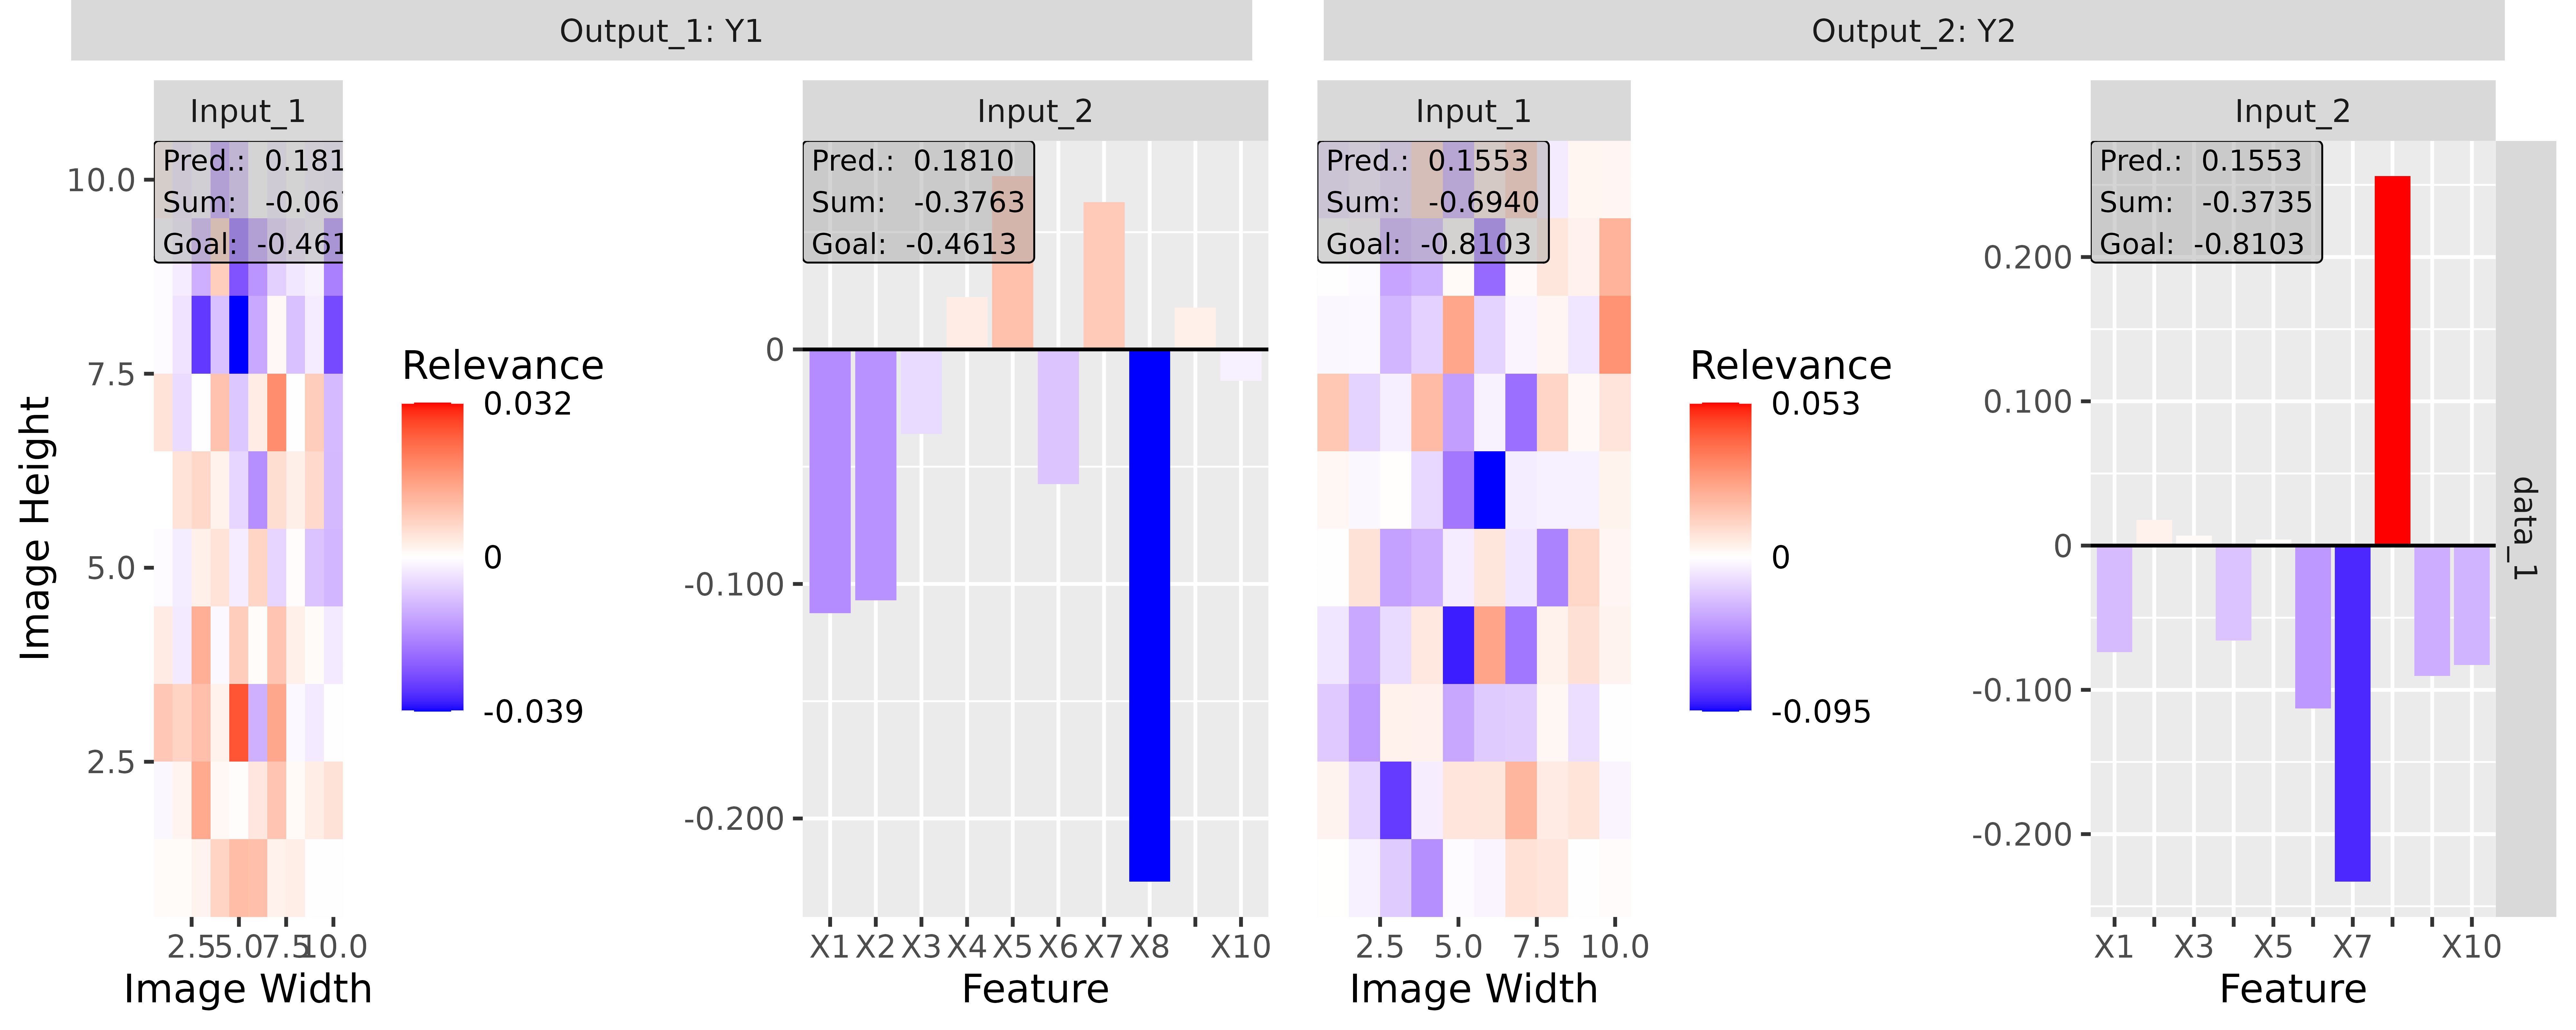 Output_1: Y1
Output_2: Y2
Input_1
Input_2
Input_1
Input_2
Pred.: 0.181
Sum: -0.06
Goal: -0.461
Pred.: 0.1810
Sum: -0.3763
Goal: -0.4613
Pred.: 0.1553
Sum: -0.6940
Goal: -0.8103
Pred.: 0.1553
Sum: -0.3735
Goal: -0.8103
Image Height
10.0
7.5
5.0
2.5
2.5 5.0 7.5 10.0
Image Width
Relevance
0.032
0
-0.039
0
-0.100
-0.200
X1 X2 X3 X4 X5 X6 X7 X8 X10
Feature
2.5 5.0 7.5 10.0
Image Width
Relevance
0.053
0
-0.095
0.200
0.100
0
-0.100
-0.200
X1 X3 X5 X7 X10
Feature
data_1